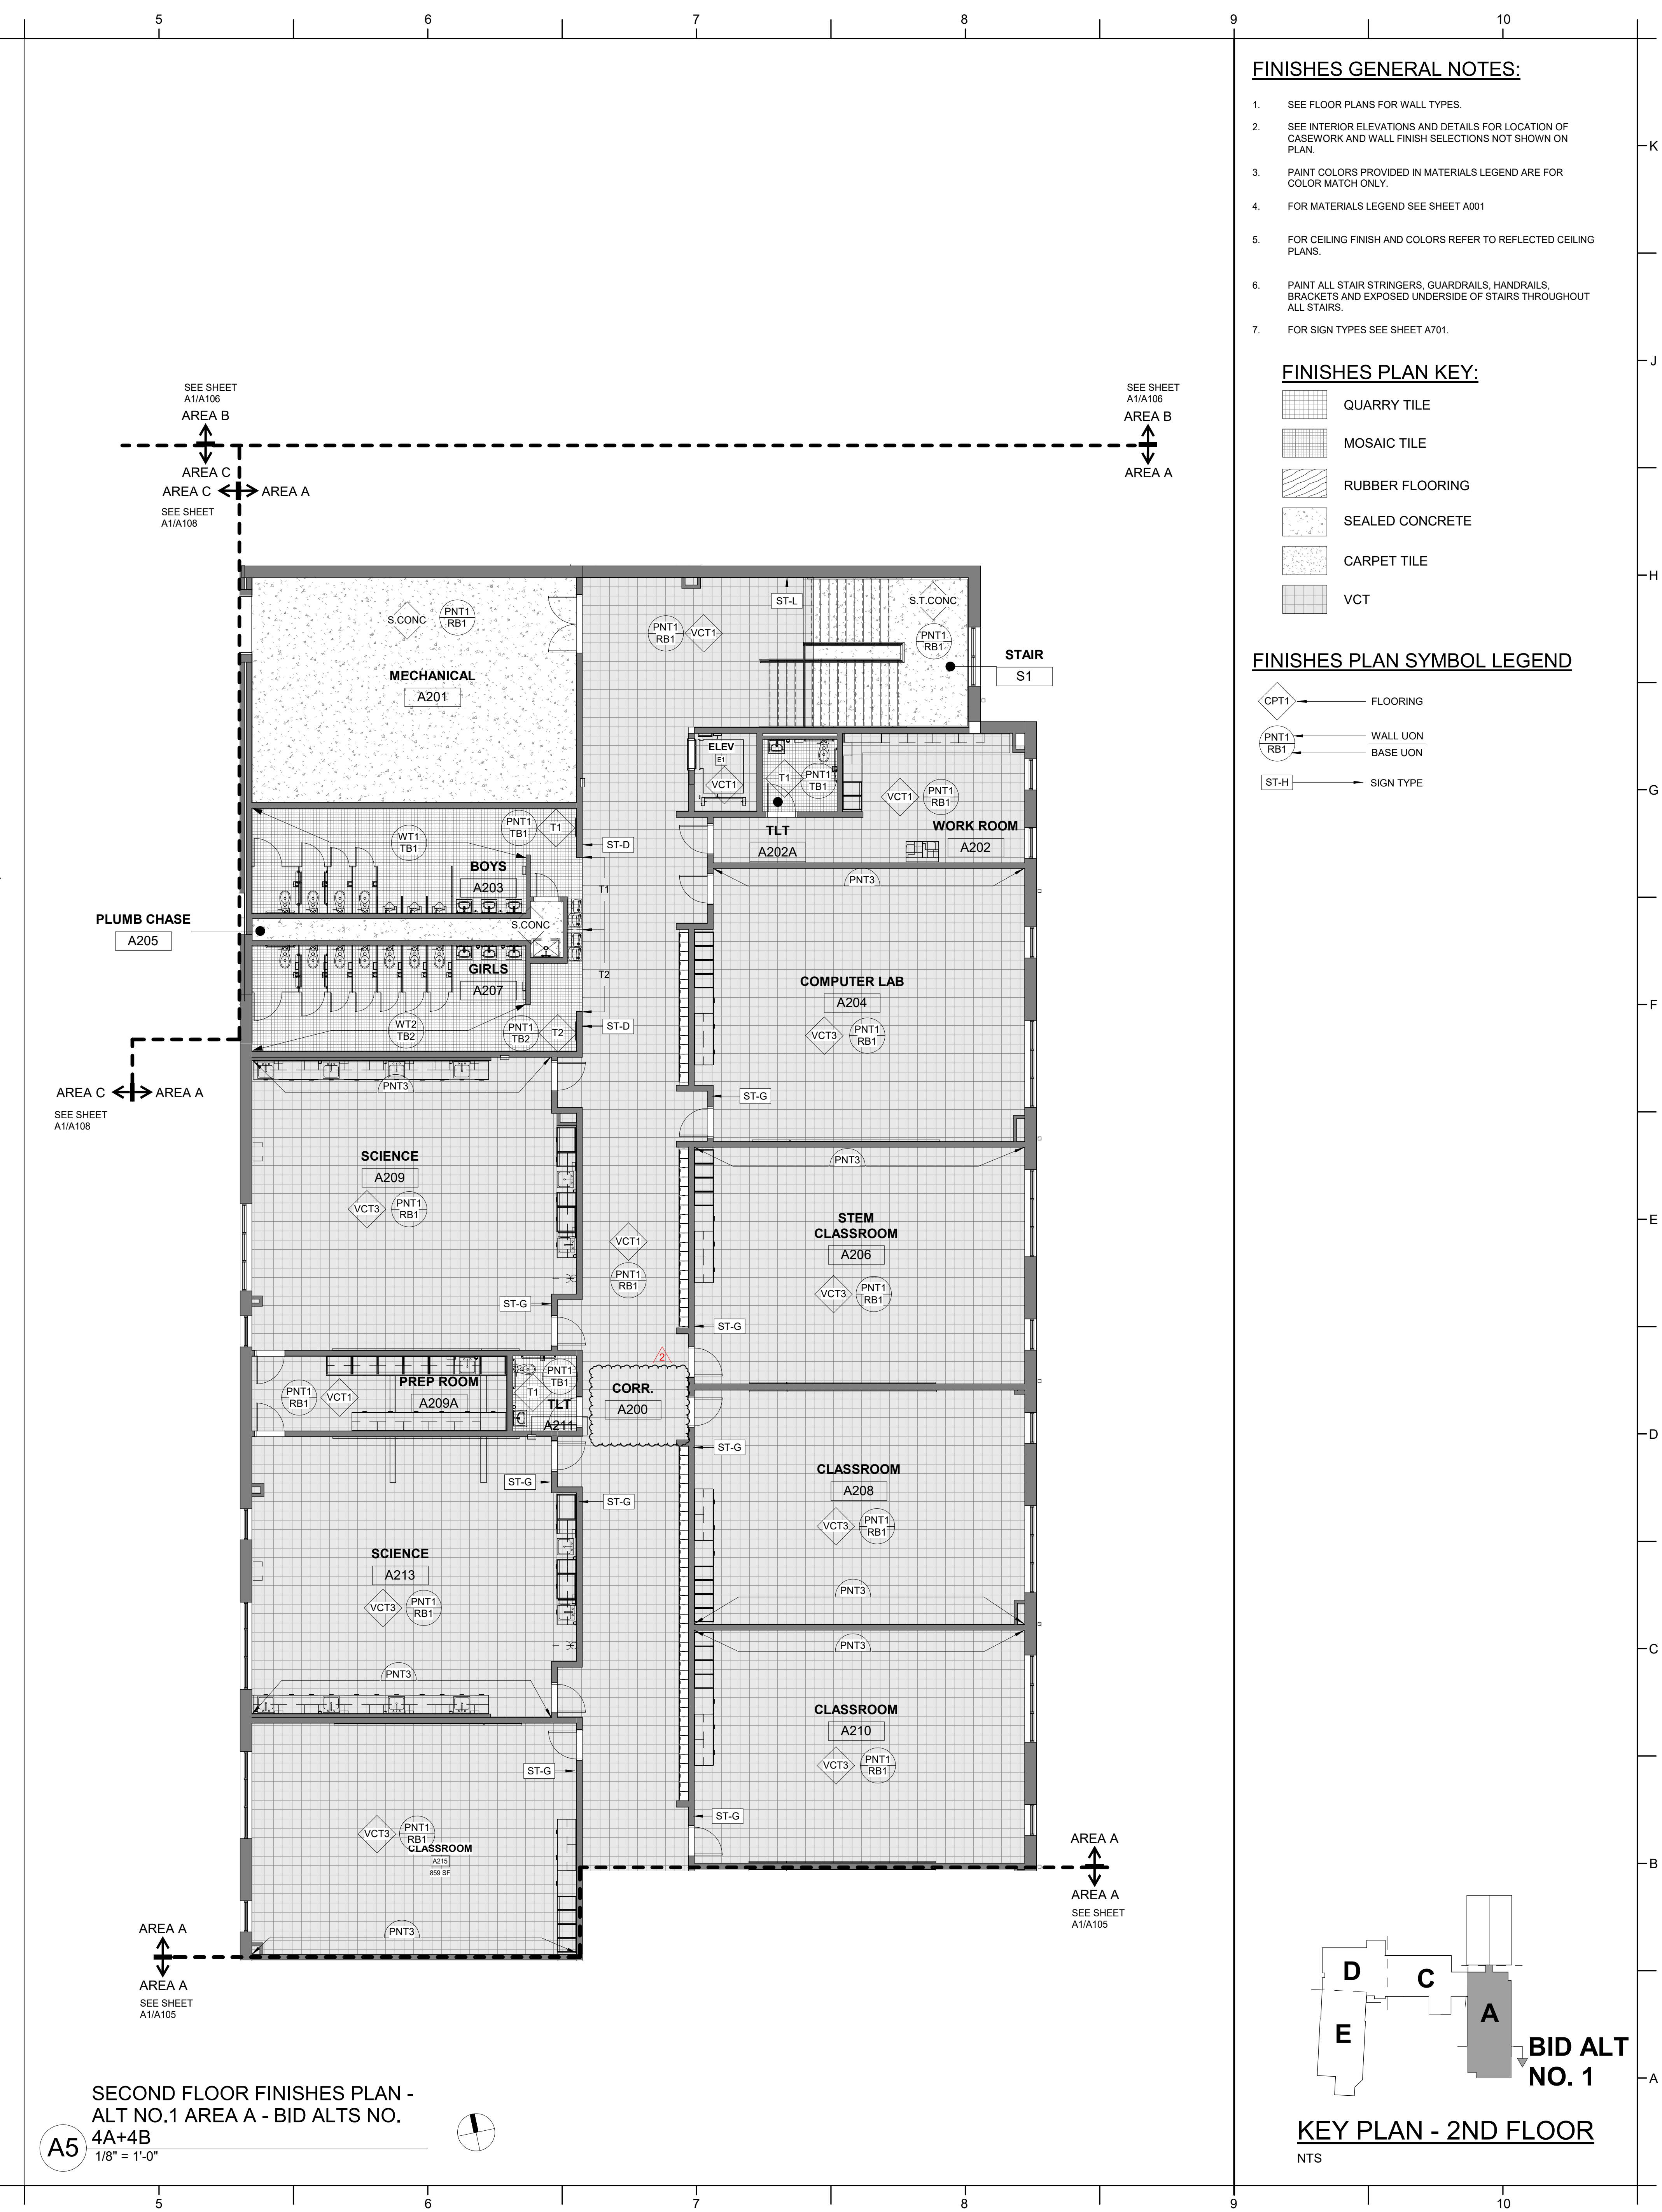 5 6 7 8 9 10
FINISHES GENERAL NOTES:
1. SEE FLOOR PLANS FOR WALL TYPES.
2. SEE INTERIOR ELEVATIONS AND DETAILS FOR LOCATION OF
CASEWORK AND WALL FINISH SELECTIONS NOT SHOWN ON
PLAN.
3. PAINT COLORS PROVIDED IN MATERIALS LEGEND ARE FOR
COLOR MATCH ONLY.
4. FOR MATERIALS LEGEND SEE SHEET A001
5. FOR CEILING FINISH AND COLORS REFER TO REFLECTED CEILING
PLANS.
6. PAINT ALL STAIR STRINGERS, GUARDRAILS, HANDRAILS,
BRACKETS AND EXPOSED UNDERSIDE OF STAIRS THROUGHOUT
ALL STAIRS.
7. FOR SIGN TYPES SEE SHEET A701.
FINISHES PLAN KEY:
QUARRY TILE
MOSAIC TILE
RUBBER FLOORING
SEALED CONCRETE
CARPET TILE
VCT
FINISHES PLAN SYMBOL LEGEND
CPT1
FLOORING
PNT1
RB1
WALL UON
BASE UON
ST-H
SIGN TYPE
K
J
H
G
F
E
D
C
B
A
SEE SHEET
A1/A106
AREA B
AREA C
AREA C
AREA A
SEE SHEET
A1/A108
SEE SHEET
A1/A106
AREA B
AREA A
S.CONC
PNT1
RB1
MECHANICAL
A201
PNT1
RB1
VCT1
ST-L
S.T.CONC
PNT1
RB1
STAIR
S1
ELEV
E1
VCT1
T1
PNT1
TB1
TLT
A202A
VCT1
PNT1
RB1
WORK ROOM
A202
WT1
TB1
PNT1
TB1
T1
ST-D
BOYS
A203
T1
PLUMB CHASE
A205
S.CONC
GIRLS
A207
T2
WT2
TB2
PNT1
TB2
T2
ST-D
PNT3
COMPUTER LAB
A204
VCT3
PNT1
RB1
ST-G
AREA C
AREA A
SEE SHEET
A1/A108
PNT3
SCIENCE
A209
VCT3
PNT1
RB1
ST-G
VCT1
PNT1
RB1
PNT3
STEM
CLASSROOM
A206
VCT3
PNT1
RB1
ST-G
2
CORR.
A200
PNT1
RB1
VCT1
PREP ROOM
A209A
PNT1
TB1
T1
TLT
A211
ST-G
ST-G
ST-G
CLASSROOM
A208
VCT3
PNT1
RB1
PNT3
SCIENCE
A213
VCT3
PNT1
RB1
PNT3
PNT3
CLASSROOM
A210
VCT3
PNT1
RB1
ST-G
ST-G
VCT3
PNT1
RB1
CLASSROOM
A215
859 SF
PNT3
AREA A
AREA A
SEE SHEET
A1/A105
AREA A
AREA A
SEE SHEET
A1/A105
D
C
A
E
BID ALT
NO. 1
KEY PLAN - 2ND FLOOR
NTS
SECOND FLOOR FINISHES PLAN -
ALT NO.1 AREA A - BID ALTS NO.
4A+4B
A5
1/8" = 1'-0"
5 6 7 8 9 10